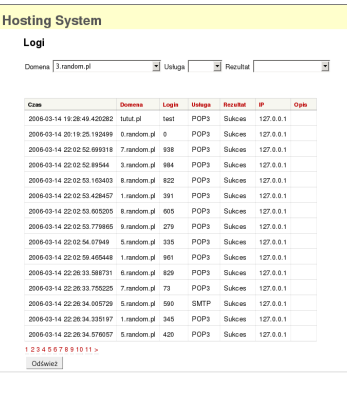 Hosting System
Logi
Domena 3.random.pl Usługa Rezultat
Czas Domena Login Usługa Rezultat IP Opis
2006-03-14 19:28:49.420282 tutut.pl test POP3 Sukces 127.0.0.1
2006-03-14 20:19:25.192499 0.random.pl 0 POP3 Sukces 127.0.0.1
2006-03-14 22:02:52.699318 7.random.pl 938 POP3 Sukces 127.0.0.1
2006-03-14 22:02:52.89544 3.random.pl 984 POP3 Sukces 127.0.0.1
2006-03-14 22:02:53.163403 8.random.pl 822 POP3 Sukces 127.0.0.1
2006-03-14 22:02:53.428457 1.random.pl 391 POP3 Sukces 127.0.0.1
2006-03-14 22:02:53.605205 8.random.pl 605 POP3 Sukces 127.0.0.1
2006-03-14 22:02:53.779865 9.random.pl 279 POP3 Sukces 127.0.0.1
2006-03-14 22:02:54.07949 5.random.pl 335 POP3 Sukces 127.0.0.1
2006-03-14 22:02:59.465448 1.random.pl 961 POP3 Sukces 127.0.0.1
2006-03-14 22:26:33.588731 6.random.pl 829 POP3 Sukces 127.0.0.1
2006-03-14 22:26:33.755225 7.random.pl 73 POP3 Sukces 127.0.0.1
2006-03-14 22:26:34.005729 5.random.pl 590 SMTP Sukces 127.0.0.1
2006-03-14 22:26:34.335197 1.random.pl 345 POP3 Sukces 127.0.0.1
2006-03-14 22:26:34.576057 5.random.pl 420 POP3 Sukces 127.0.0.1
1 2 3 4 5 6 7 8 9 10 11 >
Odśwież